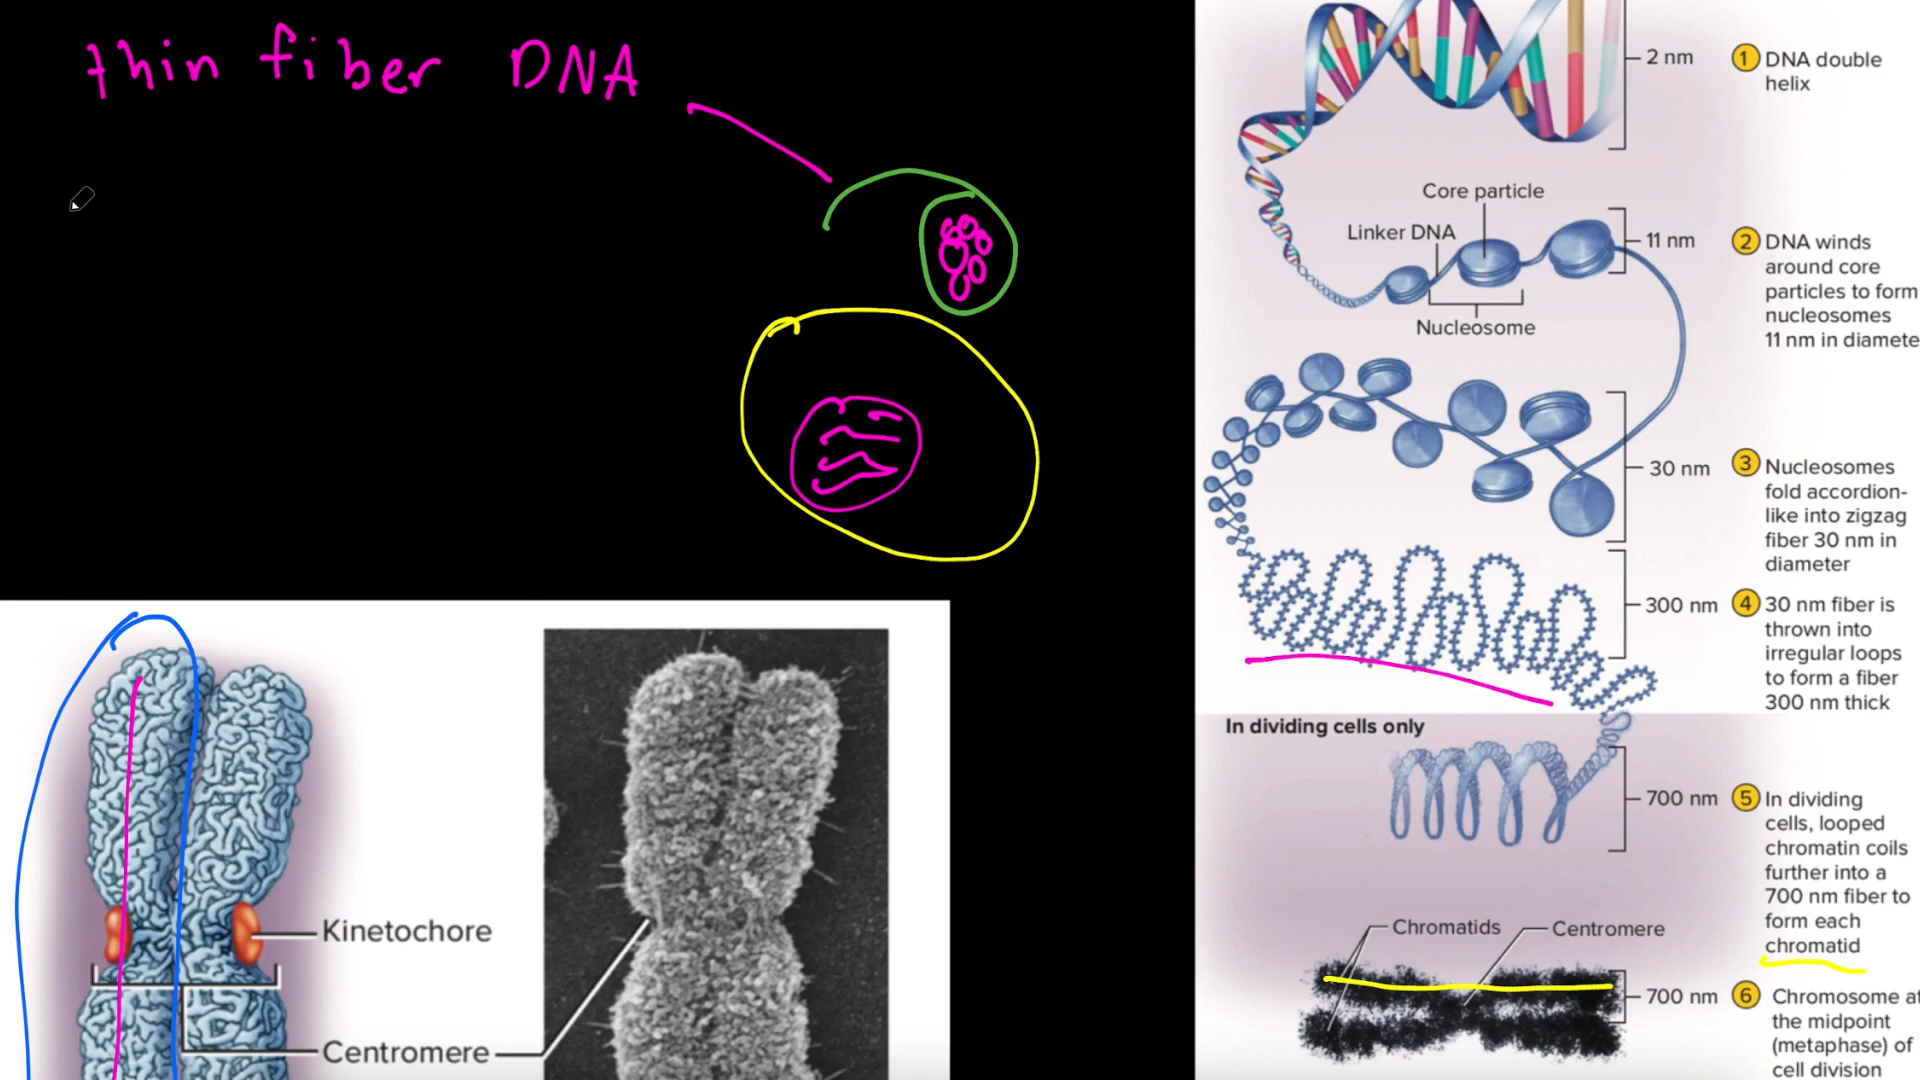 thin fiber DNA
2 nm
1 DNA double
helix
Core particle
Linker DNA
Nucleosome
11 nm
2 DNA winds
around core
particles to form
nucleosomes
11 nm in diamete
30 nm
3 Nucleosomes
fold accordion-
like into zigzag
fiber 30 nm in
diameter
300 nm
4 30 nm fiber is
thrown into
irregular loops
to form a fiber
300 nm thick
In dividing cells only
700 nm
5 In dividing
cells, looped
chromatin coils
further into a
700 nm fiber to
form each
chromatid
Chromatids
Centromere
700 nm
6 Chromosome at
the midpoint
(metaphase) of
cell division
Kinetochore
Centromere